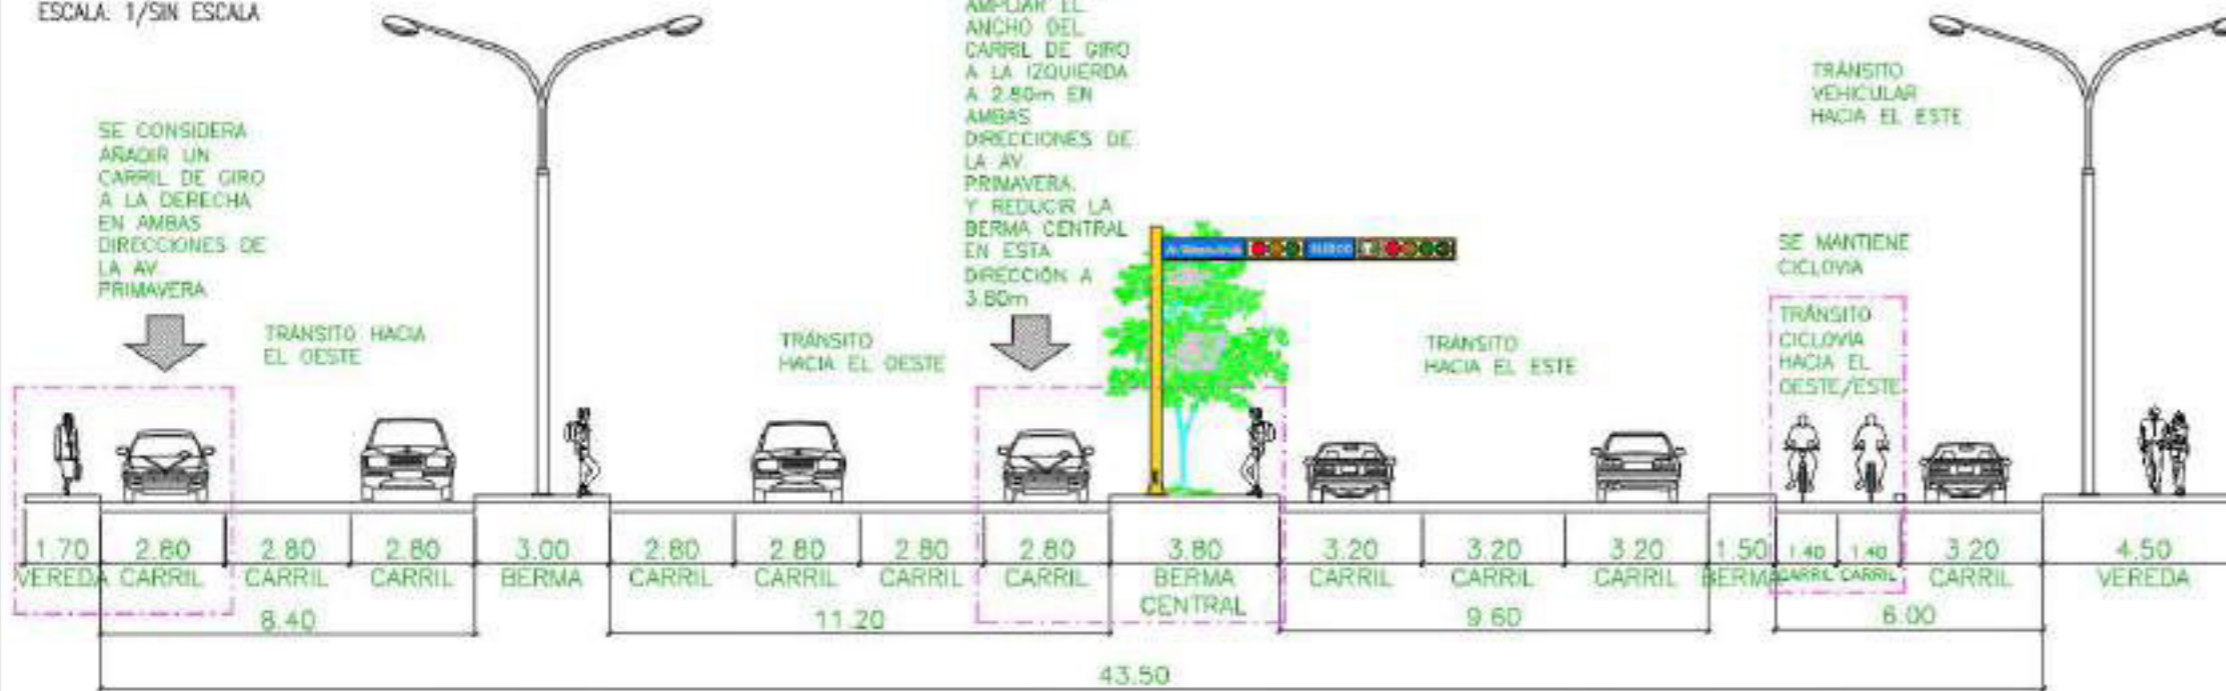 ESCALA: 1/SIN ESCALA
SE CONSIDERA
AÑADIR UN
CARRIL DE GIRO
A LA DERECHA
EN AMBAS
DIRECCIONES DE
LA AV.
PRIMAVERA
TRÁNSITO HACIA
EL OESTE
TRÁNSITO
HACIA EL OESTE
AMPLIAR EL
ANCHO DEL
CARRIL DE GIRO
A LA IZQUIERDA
A 2.80m EN
AMBAS
DIRECCIONES DE
LA AV.
PRIMAVERA.
Y REDUCIR LA
BERMA CENTRAL
EN ESTA
DIRECCIÓN A
3.80m
TRÁNSITO
HACIA EL ESTE
TRÁNSITO
VEHICULAR
HACIA EL ESTE
SE MANTIENE
CICLOVIA
TRÁNSITO
CICLOVÍA
HACIA EL
OESTE/ESTE
1.70 2.80 2.80 2.80 3.00 2.80 2.80 2.80 2.80 3.80 3.20 3.20 3.20 1.50 1.40 1.40 3.20 4.50
VEREDA CARRIL CARRIL CARRIL BERMA CARRIL CARRIL CARRIL CARRIL BERMA CARRIL CARRIL CARRIL BERMA CARRIL CARRIL CARRIL VEREDA
CENTRAL
8.40 11.20 9.60 6.00
43.50